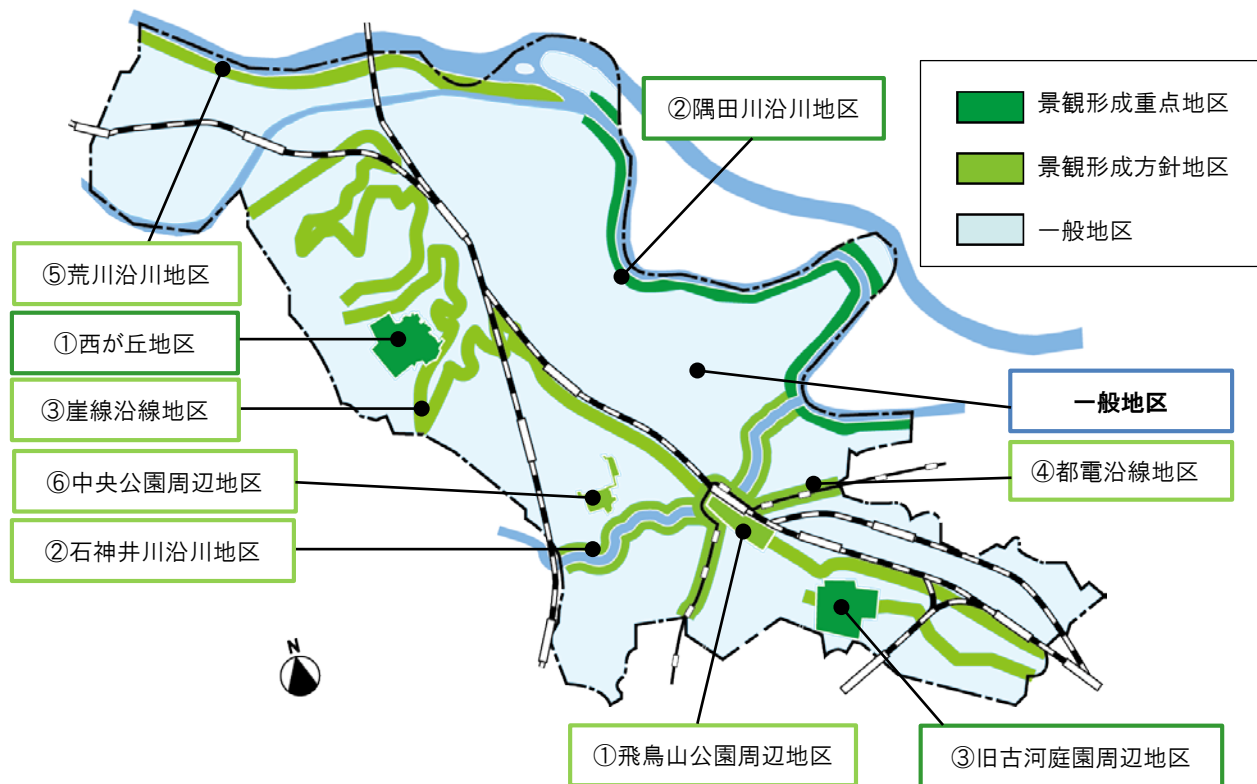 ②隅田川沿川地区
景観形成重点地区
景観形成方針地区
一般地区
⑤荒川沿川地区
①西が丘地区
③崖線沿線地区
一般地区
⑥中央公園周辺地区
④都電沿線地区
②石神井川沿川地区
N
①飛鳥山公園周辺地区
③旧古河庭園周辺地区